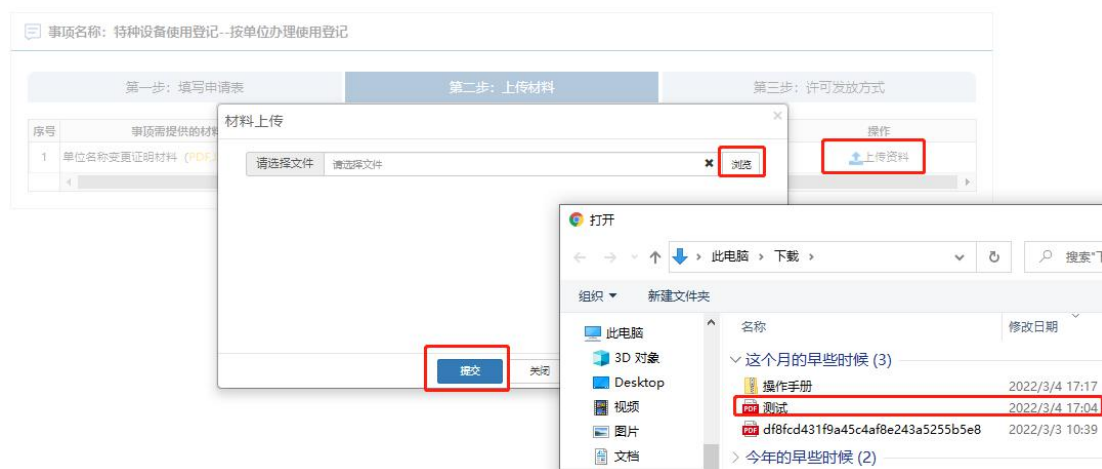 事项名称：特种设备使用登记--按单位办理使用登记
第一步：填写申请表
第二步：上传材料
第三步：许可发放方式
序号
事项需提供的材料
操作
1
单位名称变更证明材料（PDF,
上传资料
材料上传
×
请选择文件
请选择文件
浏览
提交
关闭
打开
此电脑 › 下载 ›
搜索"下
组织
新建文件夹
此电脑
3D 对象
Desktop
视频
图片
文档
名称
修改日期
这个月的早些时候 (3)
操作手册
2022/3/4 17:17
测试
2022/3/4 17:04
df8fcd431f9a45c4af8e243a5255b5e8
2022/3/3 10:39
今年的早些时候 (2)